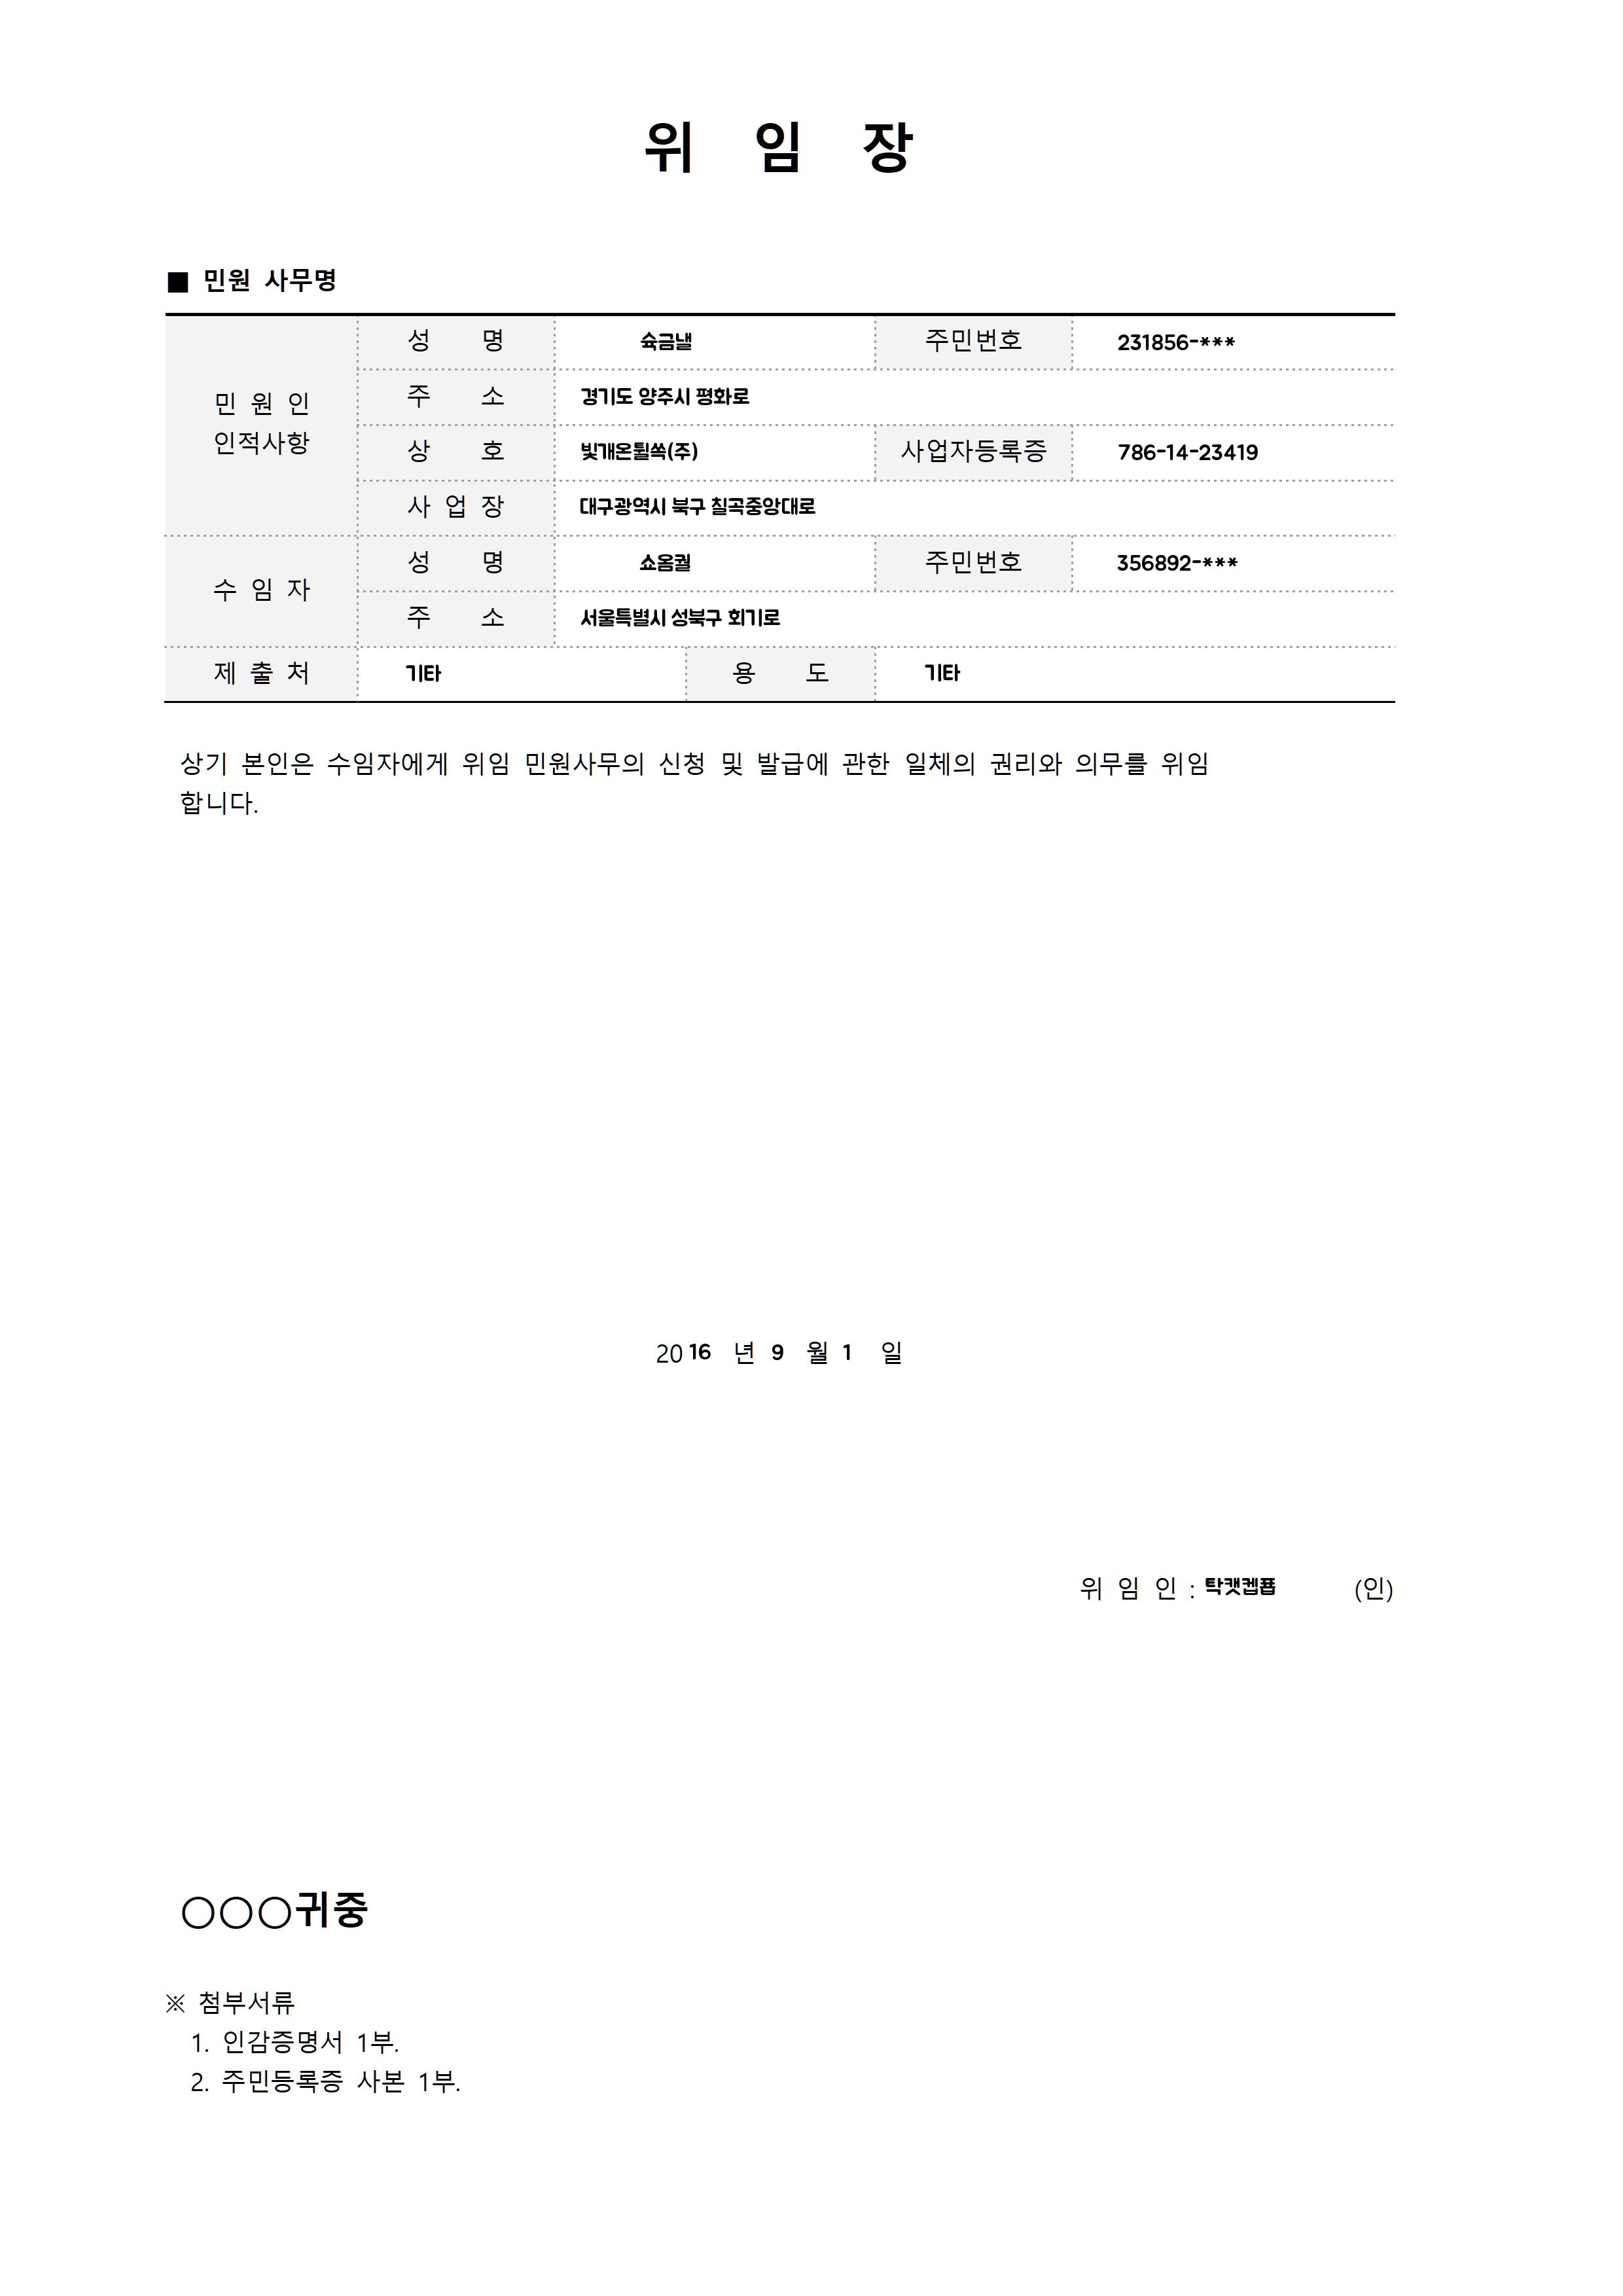 위 임 장
■ 민원 사무명
민 원 인 인적사항
성 명 슉금낼 주민번호 231856-***
주 소 경기도 양주시 평화로
상 호 빛개온튈쏙(주) 사업자등록증 786-14-23419
사 업 장 대구광역시 북구 칠곡중앙대로
수 임 자
성 명 쇼옴궐 주민번호 356892-***
주 소 서울특별시 성북구 회기로
제 출 처 기타 용 도 기타
상기 본인은 수임자에게 위임 민원사무의 신청 및 발급에 관한 일체의 권리와 의무를 위임
합니다.
2016 년 9 월 1 일
위 임 인 : 탁캣켑푭 (인)
○○○귀중
※ 첨부서류
1. 인감증명서 1부.
2. 주민등록증 사본 1부.